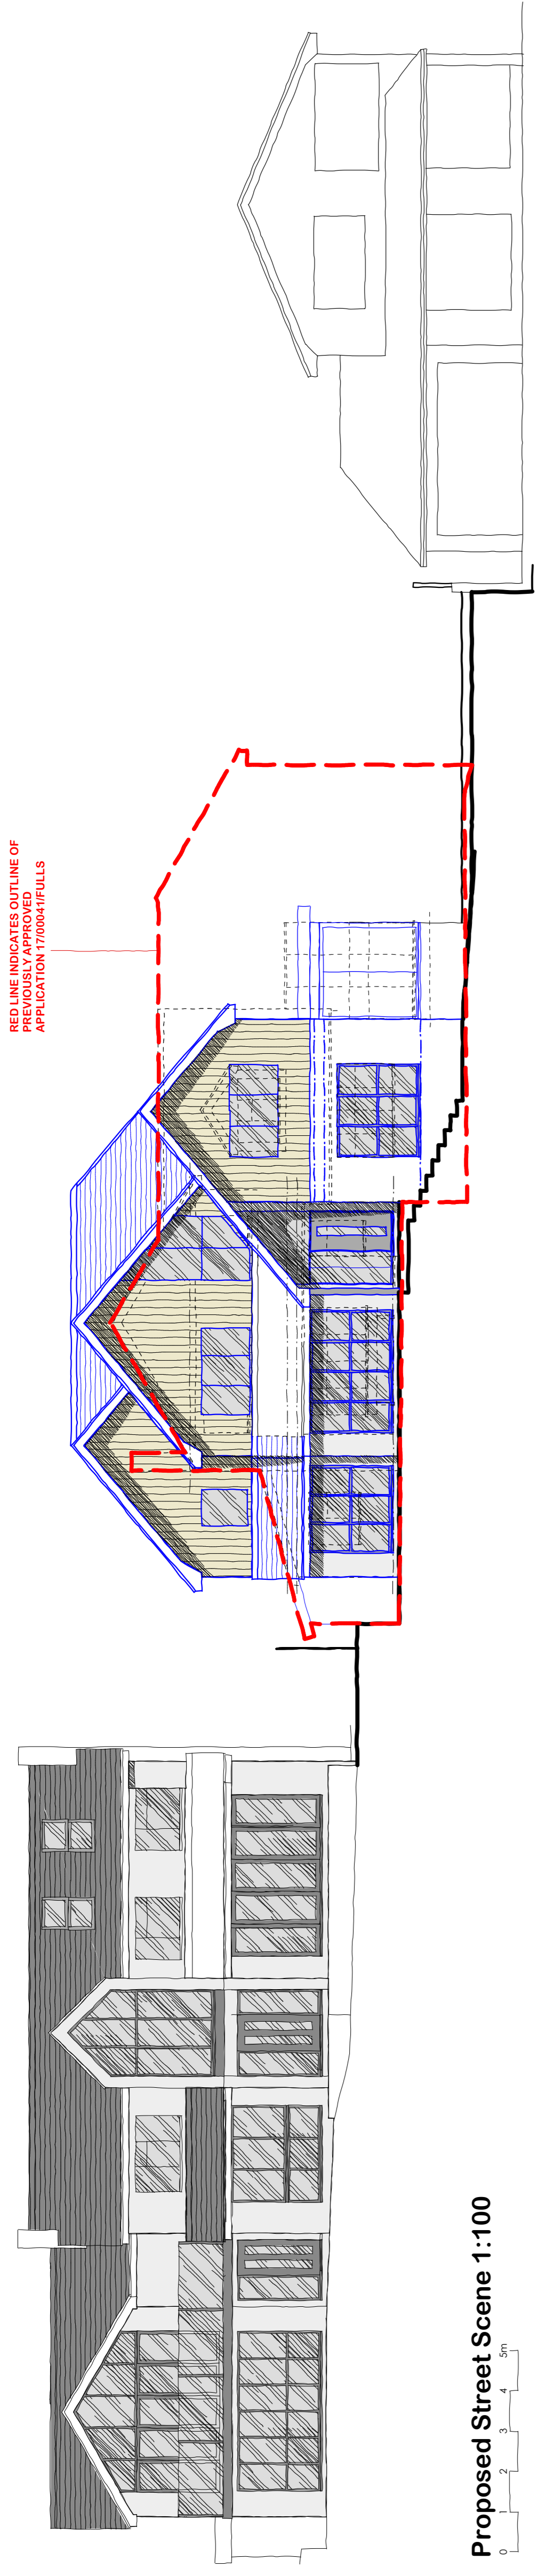 RED LINE INDICATES OUTLINE OF
PREVIOUSLY APPROVED
APPLICATION 17/00041/FULLS
Proposed Street Scene 1:100
0 1 2 3 4 5m